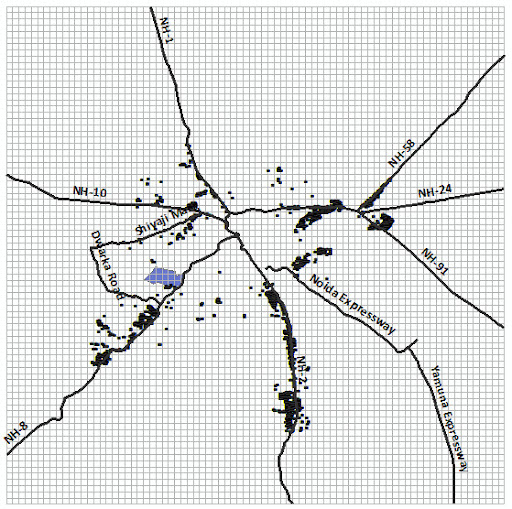 NH-1
NH-58
NH-10
NH-24
Shivaji
Dwarka Road
NH-91
Noida Expressway
NH-2
Yamuna Expressway
NH-8